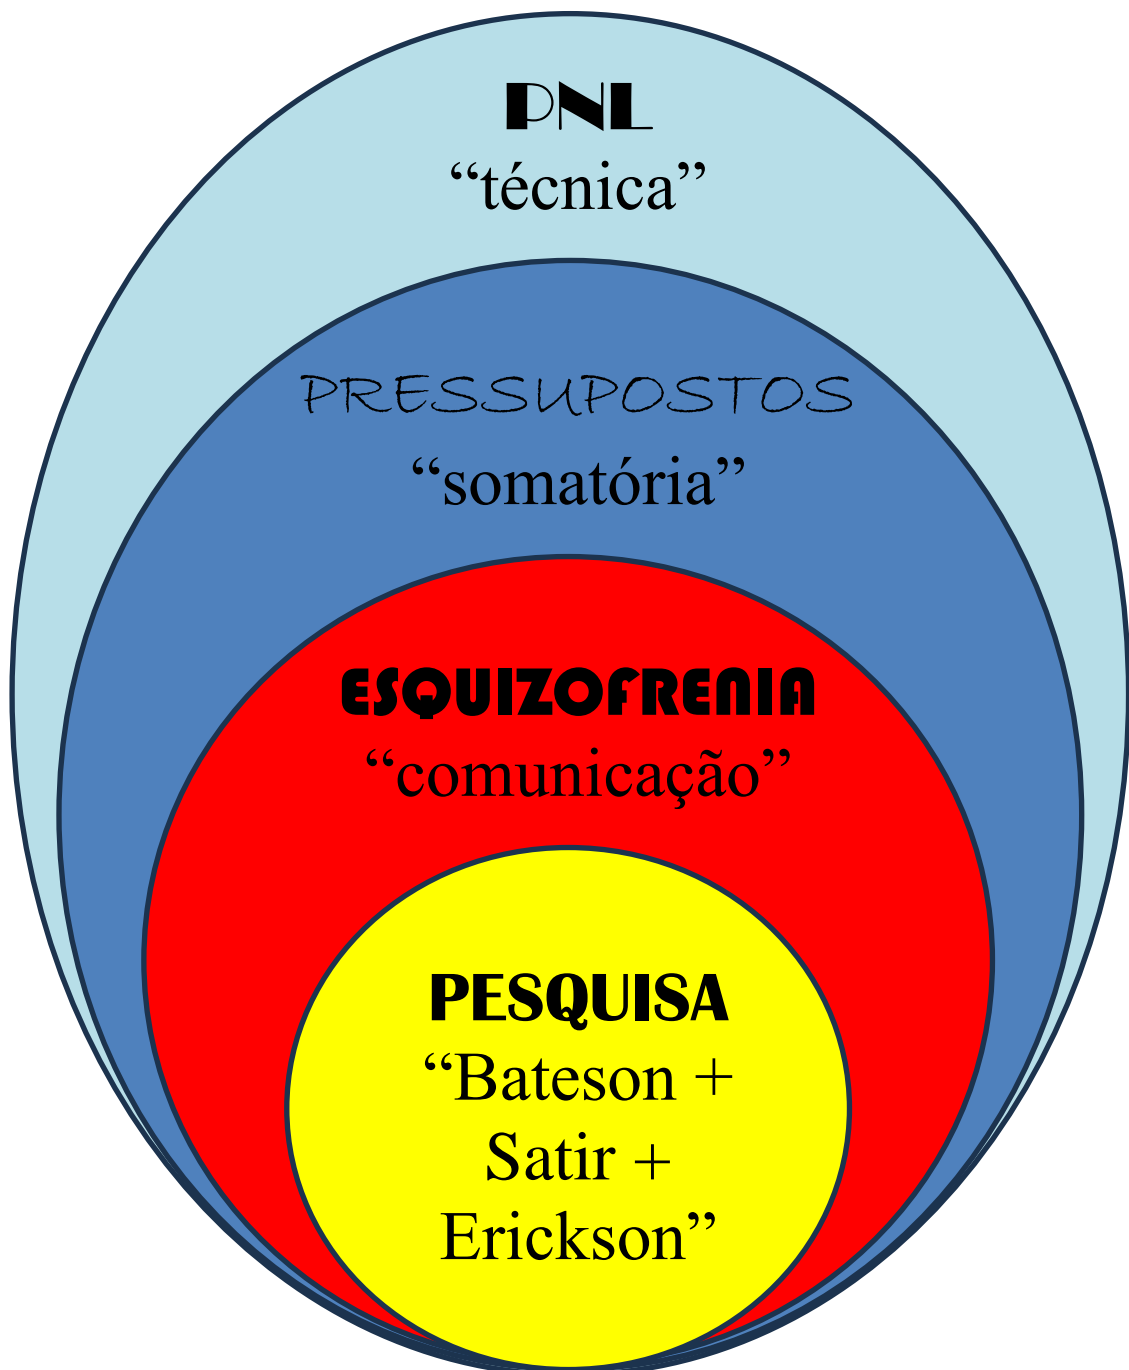 PNL
“técnica”
PRESSUPOSTOS
“somatória”
ESQUIZOFRENIA
“comunicação”
PESQUISA
“Bateson +
Satir +
Erickson”